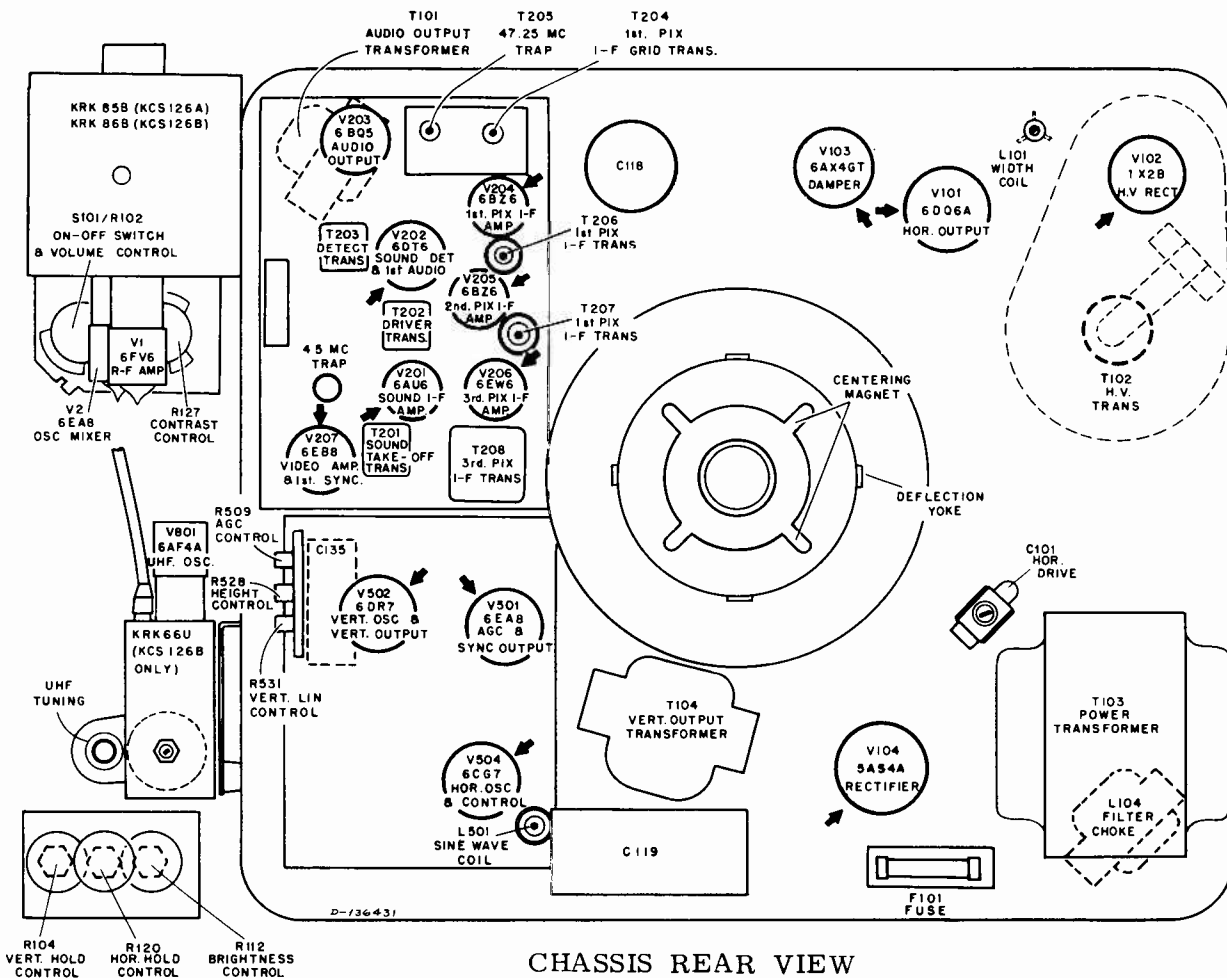 T101
AUDIO OUTPUT
TRANSFORMER
T205
47.25 MC
TRAP
T204
1st. PIX
I-F GRID TRANS.
KRK 85B (KCS126A)
KRK 86B (KCS126B)
S101/R102
ON-OFF SWITCH
& VOLUME CONTROL
V1
6FV6
R-F AMP
V2
6EA8
OSC MIXER
R127
CONTRAST
CONTROL
V203
6BQ5
AUDIO
OUTPUT
V204
6BZ6
1st. PIX I-F
AMP
T206
1st PIX
I-F TRANS
T203
DETECT
TRANS
V202
6DT6
SOUND DET
& 1st AUDIO
V205
6BZ6
2nd. PIX I-F
AMP
T207
1st PIX
I-F TRANS
T202
DRIVER
TRANS.
4.5 MC
TRAP
V201
6AU6
SOUND I-F
AMP.
V206
6EW6
3rd. PIX I-F
AMP.
V207
6EB8
VIDEO AMP.
& 1st. SYNC.
T201
SOUND
TAKE-OFF
TRANS
T208
3rd. PIX
I-F TRANS
C118
V103
6AX4GT
DAMPER
V101
6DQ6A
HOR. OUTPUT
L101
WIDTH
COIL
V102
1X2B
H.V. RECT
T102
H.V.
TRANS
CENTERING
MAGNET
DEFLECTION
YOKE
R509
AGC
CONTROL
C135
V801
6AF4A
UHF. OSC.
R528
HEIGHT
CONTROL
V502
6DR7
VERT. OSC &
VERT. OUTPUT
V501
6EA8
AGC &
SYNC OUTPUT
C101
HOR.
DRIVE
KRK66U
(KCS126B
ONLY)
R531
VERT. LIN
CONTROL
UHF
TUNING
T104
VERT. OUTPUT
TRANSFORMER
T103
POWER
TRANSFORMER
V504
6CG7
HOR. OSC
& CONTROL
V104
5AS4A
RECTIFIER
L104
FILTER
CHOKE
L501
SINE WAVE
COIL
C119
F101
FUSE
D-136431
R104
VERT. HOLD
CONTROL
R120
HOR. HOLD
CONTROL
R112
BRIGHTNESS
CONTROL
CHASSIS REAR VIEW